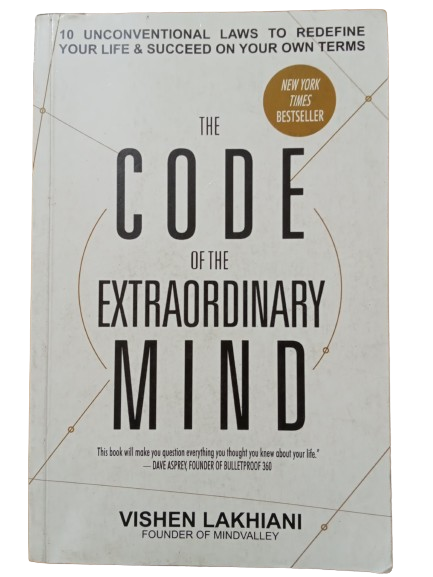 10 UNCONVENTIONAL LAWS TO REDEFINE
YOUR LIFE & SUCCEED ON YOUR OWN TERMS
NEW YORK
TIMES
BESTSELLER
THE
CODE
OF THE
EXTRAORDINARY
MIND
This book will make you question everything you thought you knew about your life."
— DAVE ASPREY, FOUNDER OF BULLETPROOF 360
VISHEN LAKHIANI
FOUNDER OF MINDVALLEY